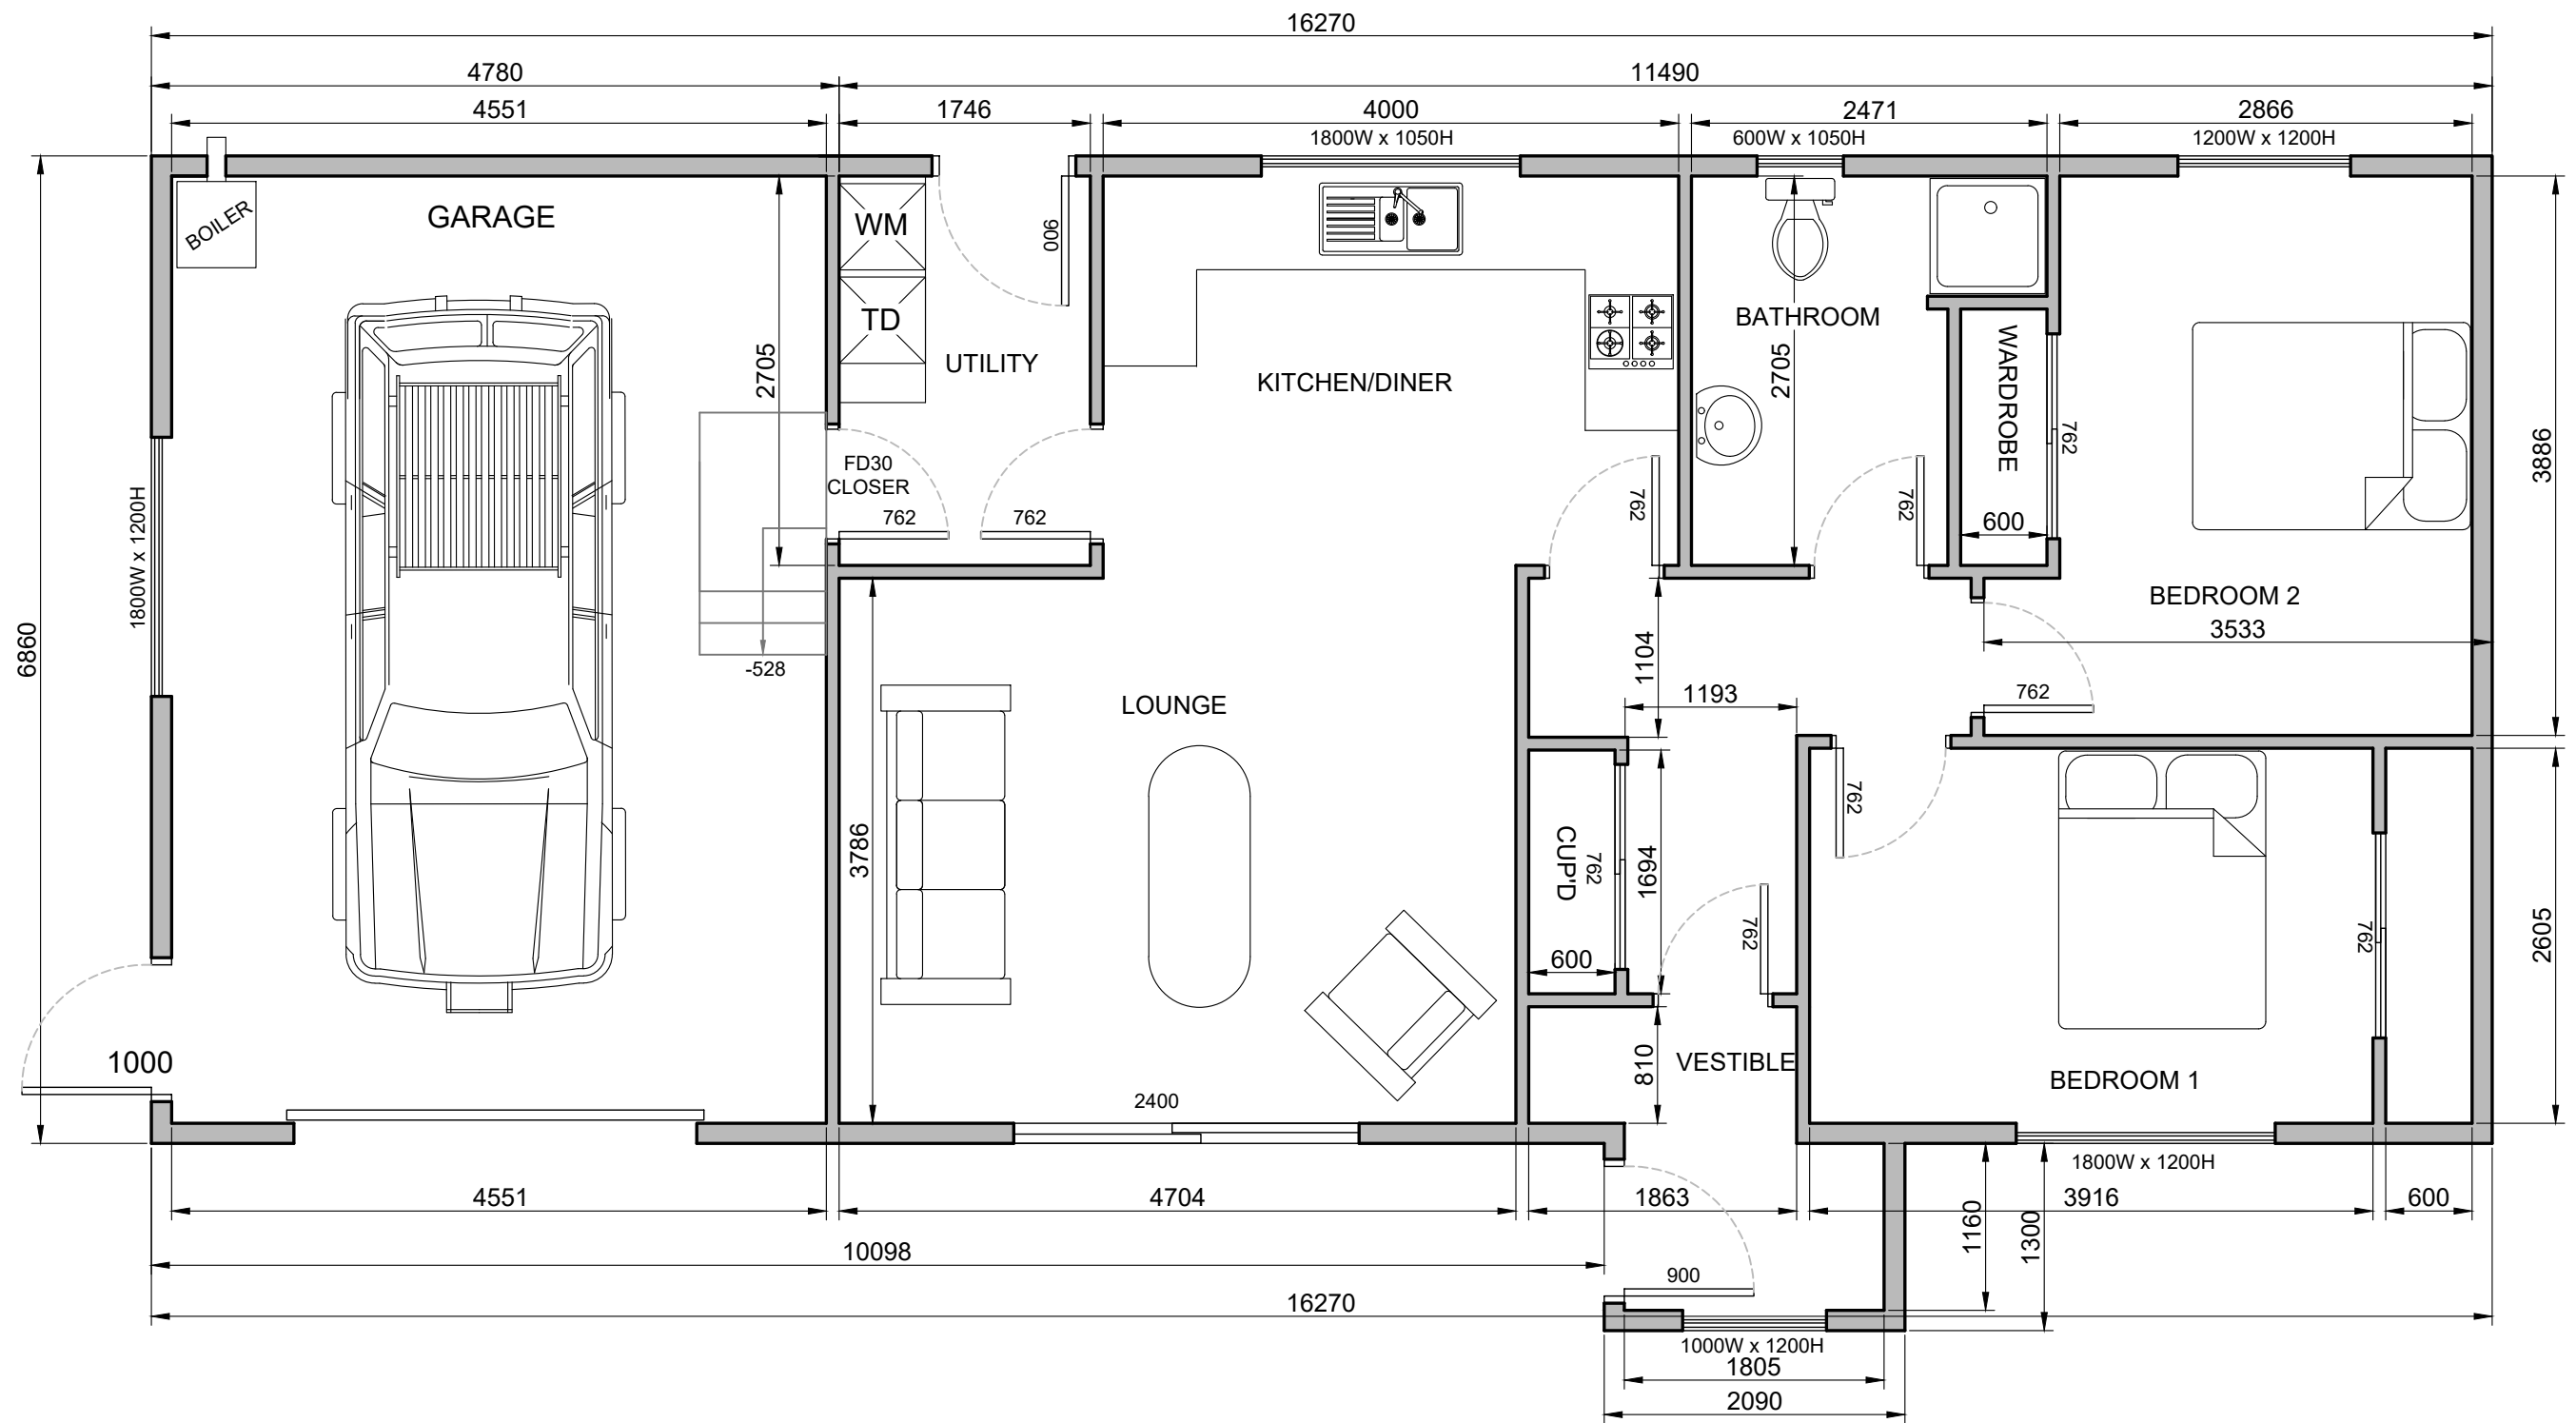 16270
4780
11490
4551
1746
4000
2471
2866
1800W x 1050H
600W x 1050H
1200W x 1200H
BOILER
GARAGE
WM
900
TD
UTILITY
KITCHEN/DINER
BATHROOM
WARDROBE
2705
2705
762
3886
FD30
CLOSER
762
762
762
762
600
1800W x 1200H
6860
BEDROOM 2
3533
-528
1104
762
1193
LOUNGE
762
3786
CUP'D
762
1694
762
762
2605
600
1000
810
VESTIBLE
BEDROOM 1
2400
1800W x 1200H
4551
4704
1863
3916
600
1160
1300
10098
900
16270
1000W x 1200H
1805
2090